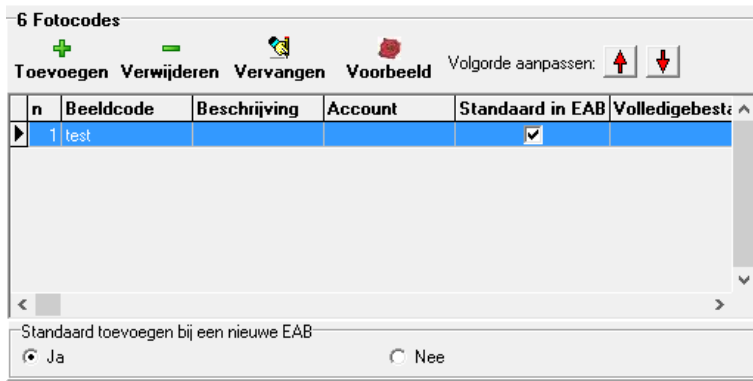 6 Fotocodes
Toevoegen Verwijderen Vervangen Voorbeeld Volgorde aanpassen:
n Beeldcode Beschrijving Account Standaard in EAB Volledigebesta
1 test
Standaard toevoegen bij een nieuwe EAB
Ja Nee